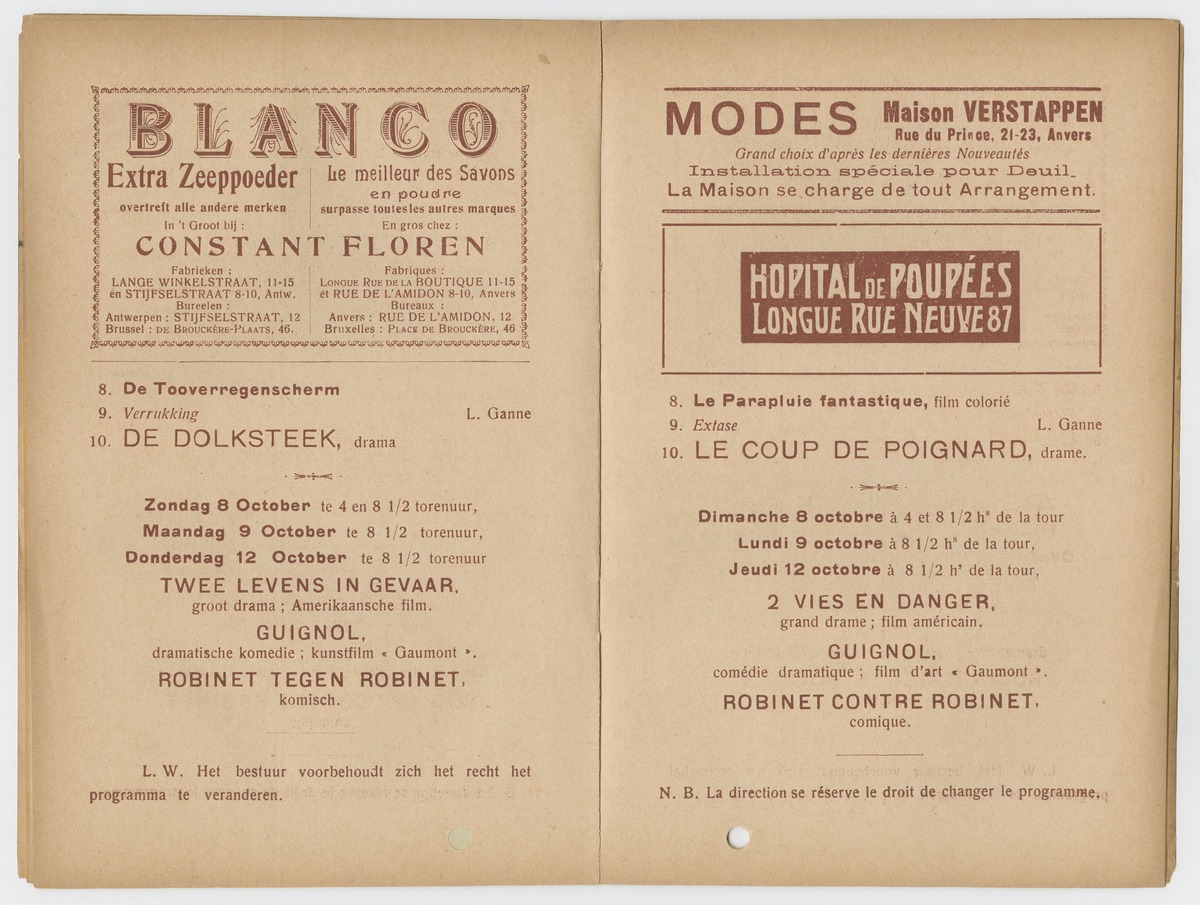 BLANCO
Extra Zeeppoeder
overtreft alle andere merken
In 't Groot bij :
Le meilleur des Savons
en poudre
surpasse toutes les autres marques
En gros chez :
CONSTANT FLOREN
Fabrieken :
LANGE WINKELSTRAAT, 11-15
en STIJFSELSTRAAT 8-10, Antw.
Bureelen :
Antwerpen : STIJFSELSTRAAT, 12
Brussel : DE BROUCKÈRE-PLAATS, 46.
Fabriques :
LONGUE RUE DE LA BOUTIQUE 11-15
ét RUE DE L'AMIDON 8-10, Anvers
Bureaux :
Anvers : RUE DE L'AMIDON, 12
Bruxelles : PLACE DE BROUCKÈRE, 46
8. De Tooverregenscherm
9. Verrukking L. Ganne
10. DE DOLKSTEEK, drama
Zondag 8 October te 4 en 8 1/2 torenuur,
Maandag 9 October te 8 1/2 torenuur,
Donderdag 12 October te 8 1/2 torenuur
TWEE LEVENS IN GEVAAR,
groot drama ; Amerikaansche film.
GUIGNOL,
dramatische komedie ; kunstfilm « Gaumont ».
ROBINET TEGEN ROBINET,
komisch.
L. W. Het bestuur voorbehoudt zich het recht het
programma te veranderen.
MODES Maison VERSTAPPEN
Rue du Prince, 21-23, Anvers
Grand choix d'après les dernières Nouveautés
Installation spéciale pour Deuil.
La Maison se charge de tout Arrangement.
HOPITAL DE POUPÉES
LONGUE RUE NEUVE 87
8. Le Parapluie fantastique, film colorié
9. Extase L. Ganne
10. LE COUP DE POIGNARD, drame.
Dimanche 8 octobre à 4 et 8 1/2 hs de la tour
Lundi 9 octobre à 8 1/2 hs de la tour,
Jeudi 12 octobre à 8 1/2 hs de la tour,
2 VIES EN DANGER,
grand drame ; film américain.
GUIGNOL,
comédie dramatique ; film d'art « Gaumont ».
ROBINET CONTRE ROBINET,
comique.
N. B. La direction se réserve le droit de changer le programme.